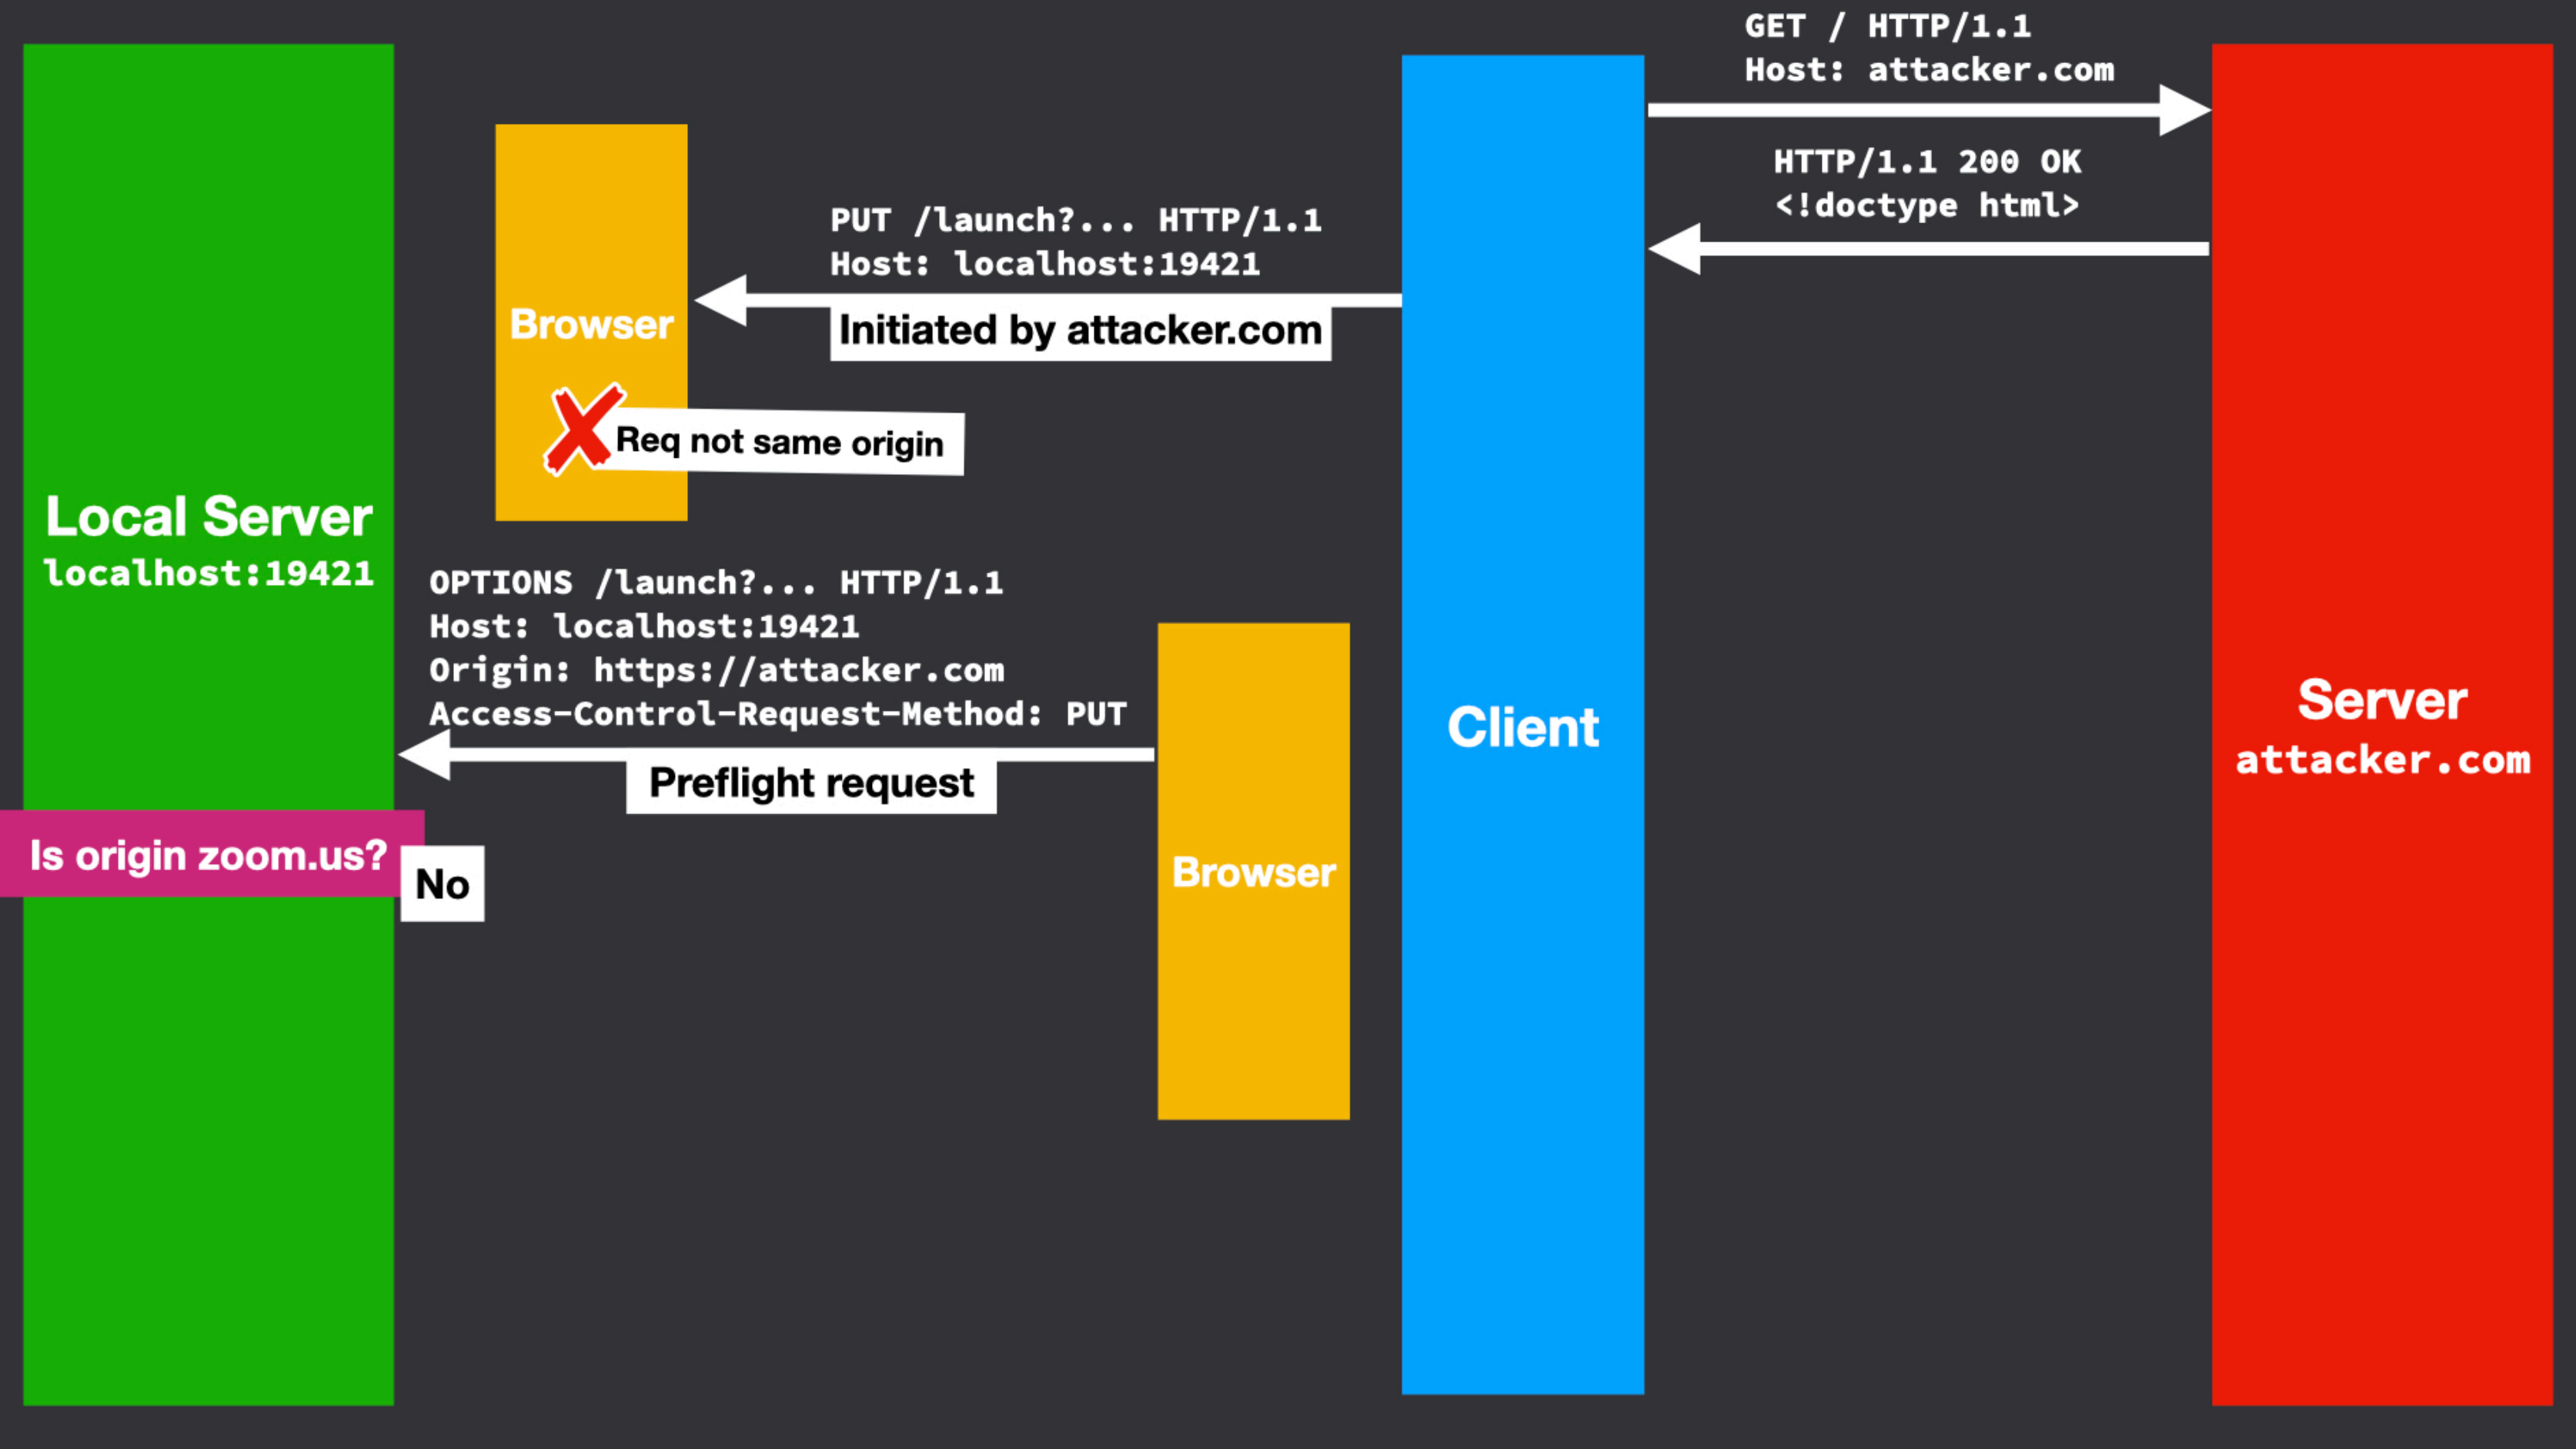 GET / HTTP/1.1
Host: attacker.com
HTTP/1.1 200 OK
<!doctype html>
PUT /launch?... HTTP/1.1
Host: localhost:19421
Initiated by attacker.com
Browser
Req not same origin
Local Server
localhost:19421
OPTIONS /launch?... HTTP/1.1
Host: localhost:19421
Origin: https://attacker.com
Access-Control-Request-Method: PUT
Preflight request
Is origin zoom.us?
No
Browser
Client
Server
attacker.com